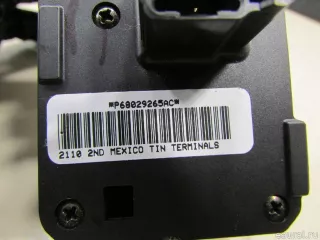 *P68029265AC*
2110 2ND MEXICO TIN TERMINALS